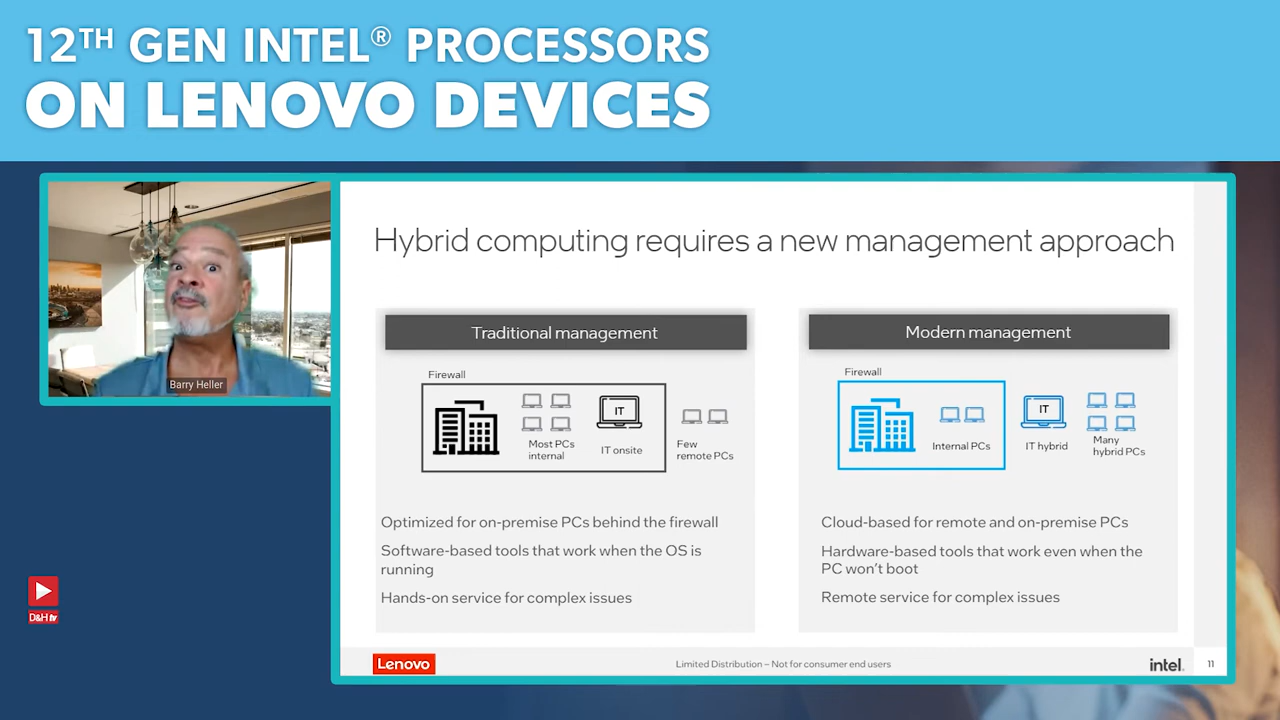 12TH GEN INTEL® PROCESSORS
ON LENOVO DEVICES
Barry Heller
D&H tv
Hybrid computing requires a new management approach
Traditional management
Firewall
IT
Most PCs
internal
IT onsite
Few
remote PCs
Optimized for on-premise PCs behind the firewall
Software-based tools that work when the OS is
running
Hands-on service for complex issues
Modern management
Firewall
Internal PCs
IT
IT hybrid
Many
hybrid PCs
Cloud-based for remote and on-premise PCs
Hardware-based tools that work even when the
PC won't boot
Remote service for complex issues
Lenovo
Limited Distribution – Not for consumer end users
intel.
11